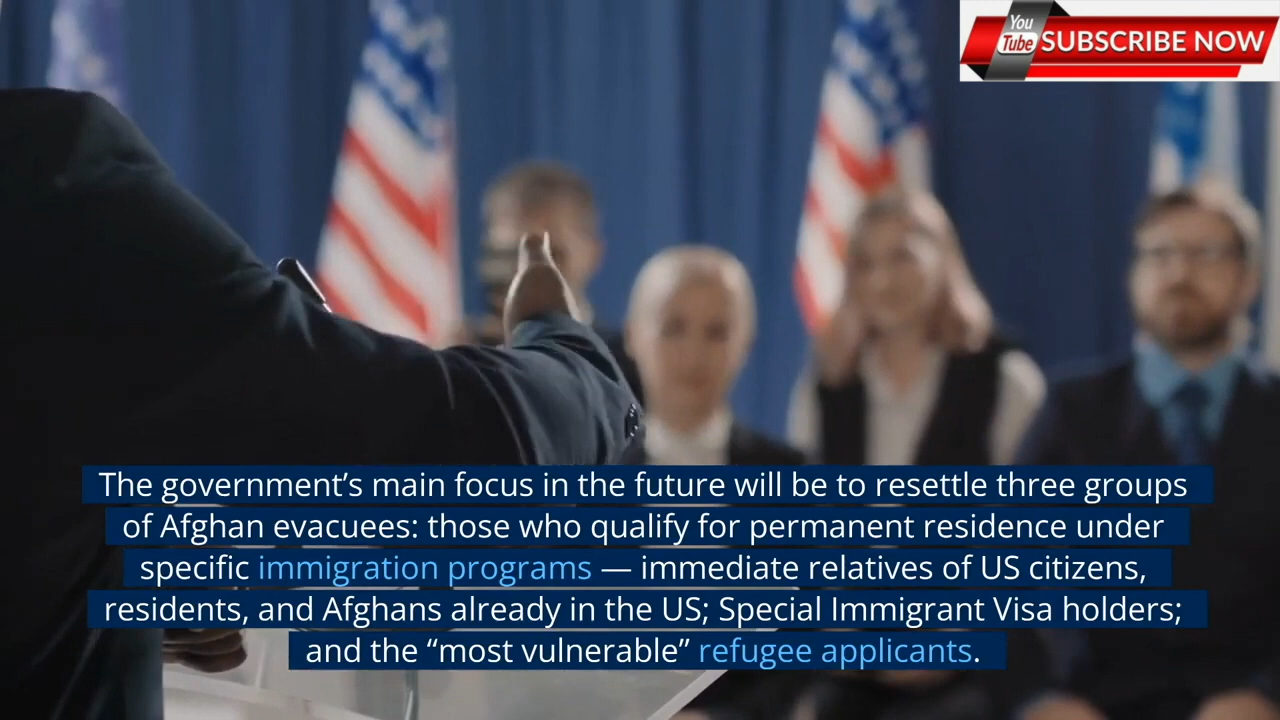 You
Tube SUBSCRIBE NOW
The government’s main focus in the future will be to resettle three groups
of Afghan evacuees: those who qualify for permanent residence under
specific immigration programs — immediate relatives of US citizens,
residents, and Afghans already in the US; Special Immigrant Visa holders;
and the “most vulnerable” refugee applicants.